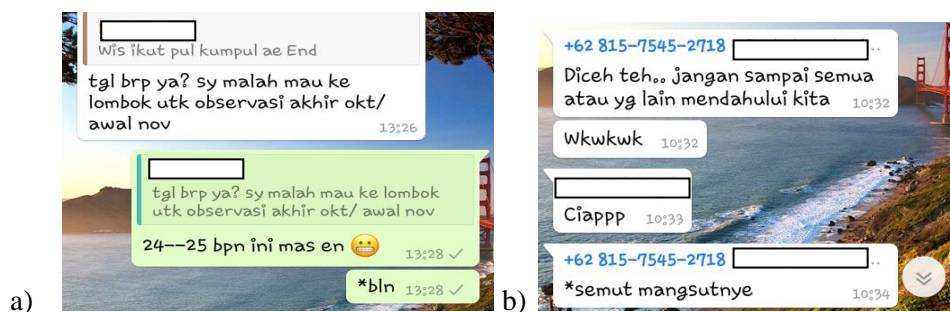 Wis ikut pul kumpul ae End
tgl brp ya? sy malah mau ke
lombok utk observasi akhir okt/
awal nov
13:26
tgl brp ya? sy malah mau ke lombok
utk observasi akhir okt/ awal nov
24--25 bpn ini mas en 😬
13:28
*bln 13:28
a)
+62 815-7545-2718 ..
Diceh teh.. jangan sampai semua
atau yg lain mendahului kita 10:32
Wkwkwk 10:32
Ciappp 10:33
+62 815-7545-2718 ..
*semut mangsutnye 10:34
b)